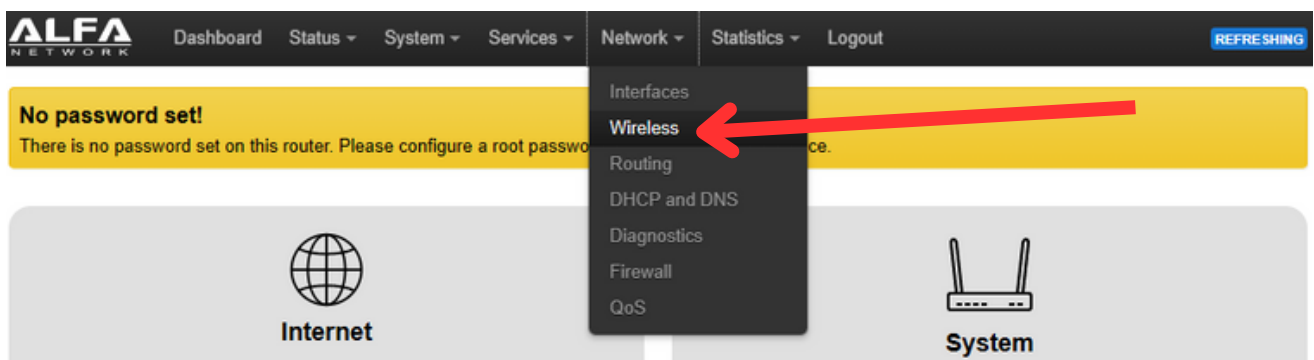 ALFA
NETWORK
Dashboard Status System Services Network Statistics Logout REFRESHING
No password set!
There is no password set on this router. Please configure a root passwo ce.
Interfaces
Wireless
Routing
DHCP and DNS
Diagnostics
Firewall
QoS
Internet
System